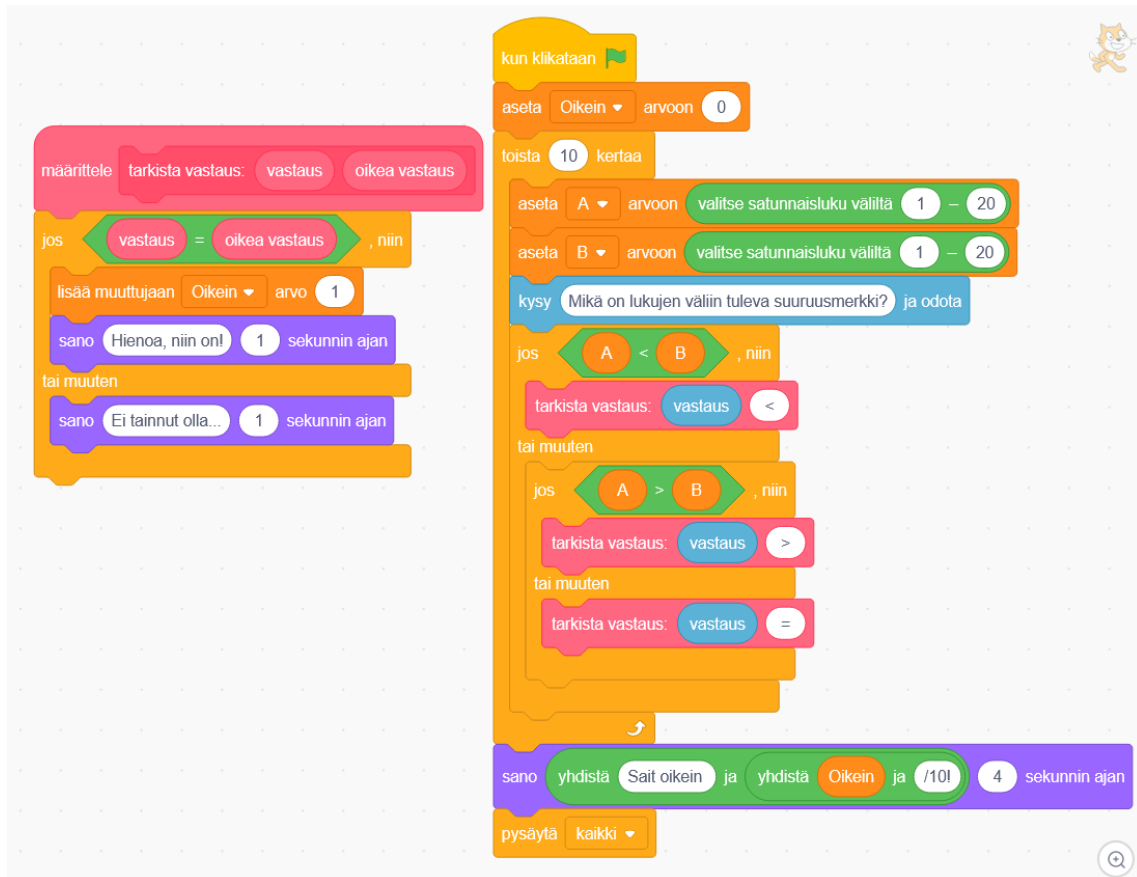 määrittele tarkista vastaus: vastaus oikea vastaus
jos vastaus = oikea vastaus , niin
lisää muuttujaan Oikein arvo 1
sano Hienoa, niin on! 1 sekunnin ajan
tai muuten
sano Ei tainnut olla... 1 sekunnin ajan
kun klikataan
aseta Oikein arvoon 0
toista 10 kertaa
aseta A arvoon valitse satunnaisluku väliltä 1 – 20
aseta B arvoon valitse satunnaisluku väliltä 1 – 20
kysy Mikä on lukujen väliin tuleva suuruusmerkki? ja odota
jos A < B , niin
tarkista vastaus: vastaus <
tai muuten
jos A > B , niin
tarkista vastaus: vastaus >
tai muuten
tarkista vastaus: vastaus =
sano yhdistä Sait oikein ja yhdistä Oikein ja /10! 4 sekunnin ajan
pysäytä kaikki